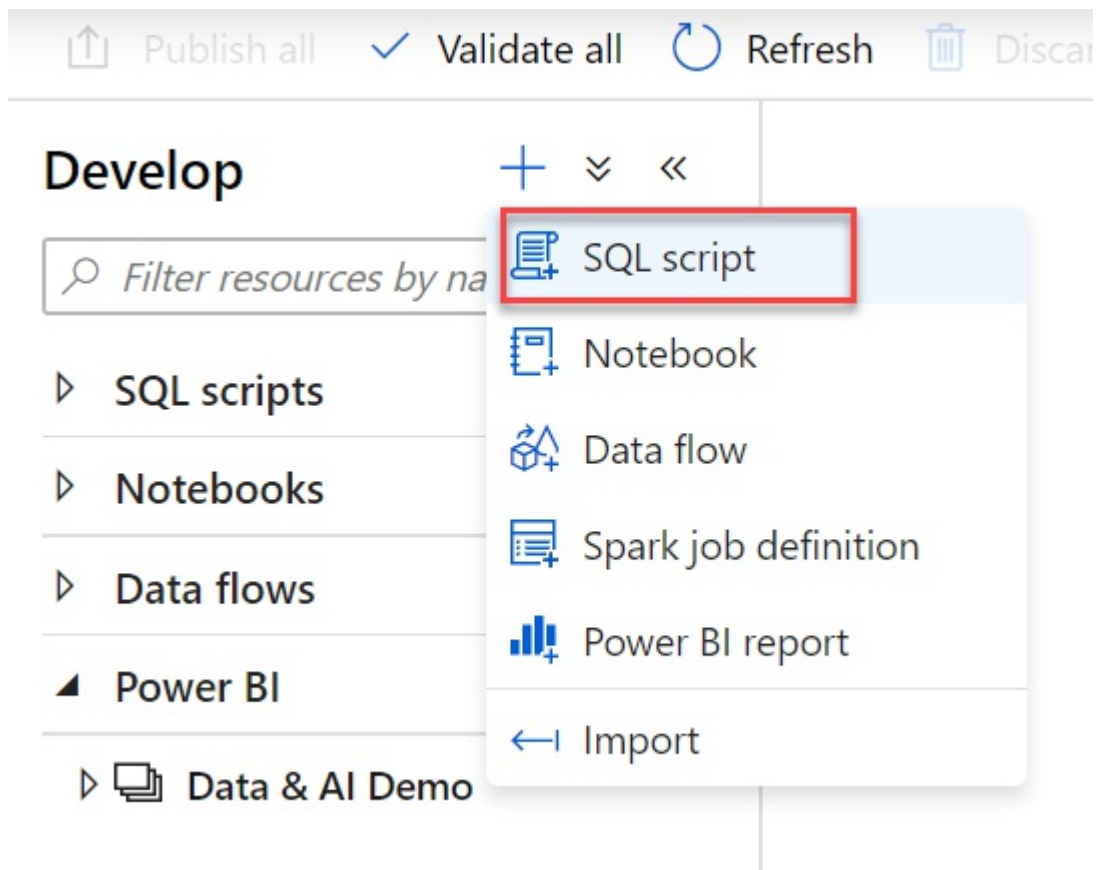 Publish all Validate all Refresh Discar
Develop
Filter resources by na
SQL script
Notebook
Data flow
Spark job definition
Power BI report
Import
SQL scripts
Notebooks
Data flows
Power BI
Data & AI Demo